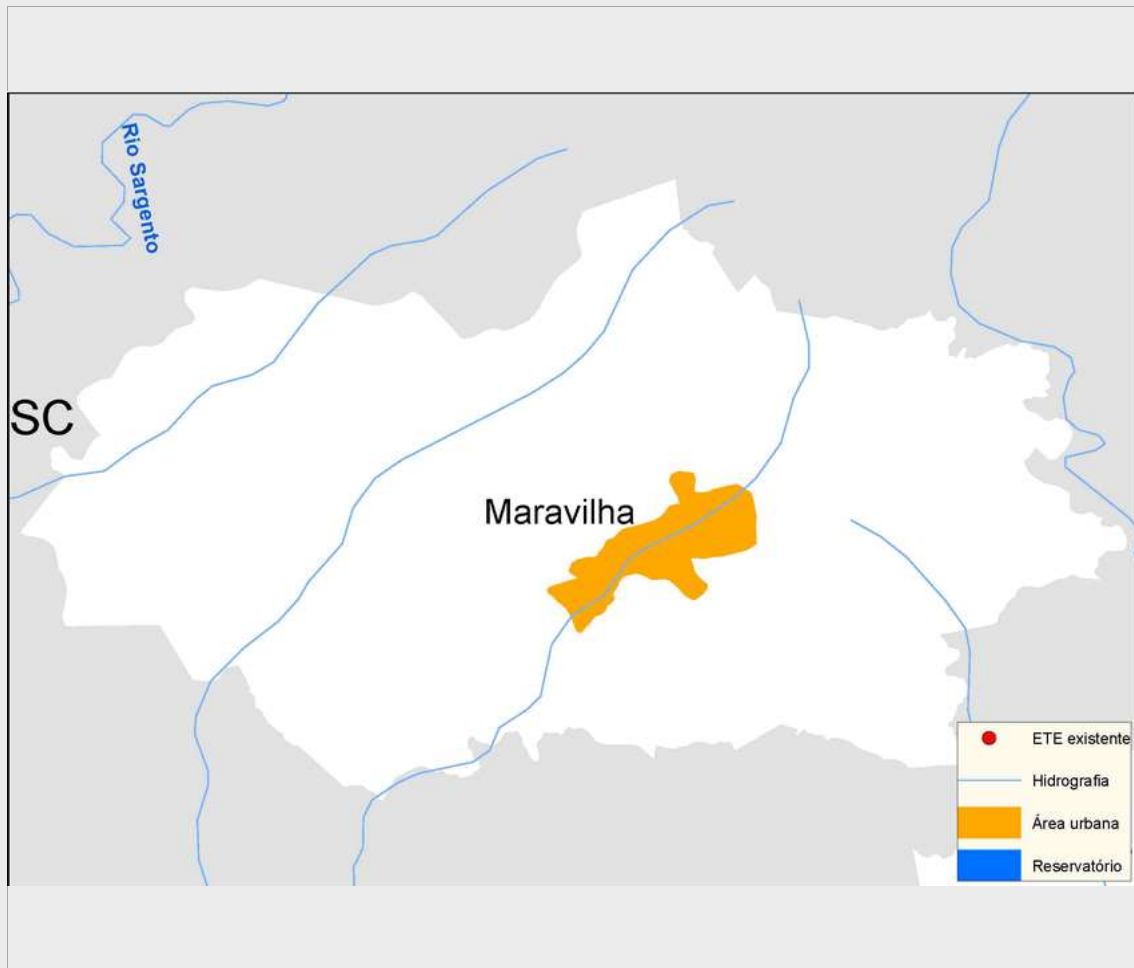 Rio Sargento
SC
Maravilha
ETE existente
Hidrografia
Área urbana
Reservatório